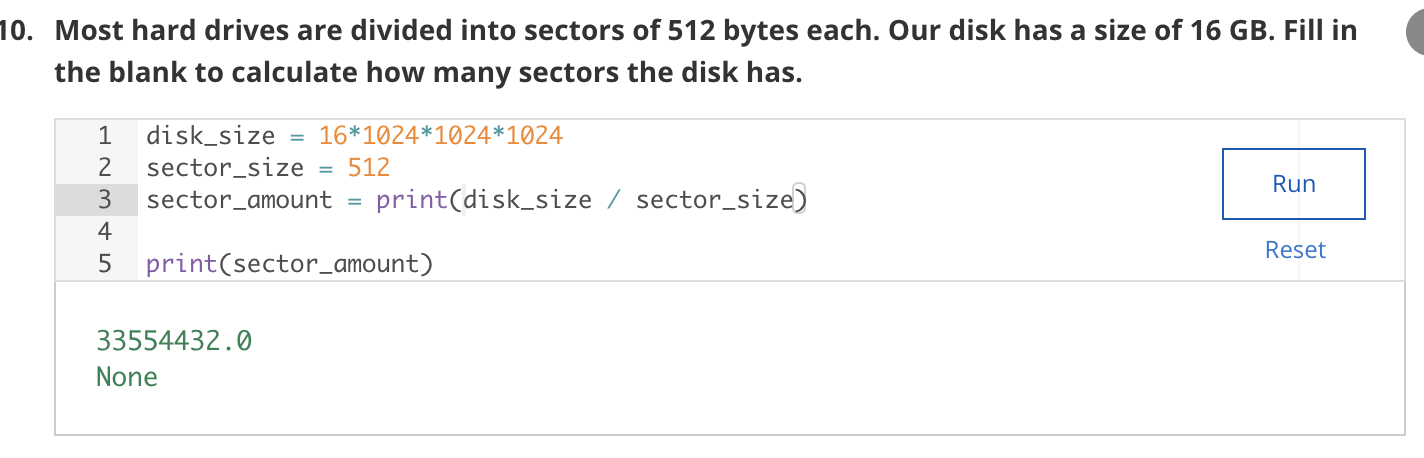 10. Most hard drives are divided into sectors of 512 bytes each. Our disk has a size of 16 GB. Fill in
the blank to calculate how many sectors the disk has.
1 disk_size = 16*1024*1024*1024
2 sector_size = 512
3 sector_amount = print(disk_size / sector_size)
4
5 print(sector_amount)
Run
Reset
33554432.0
None